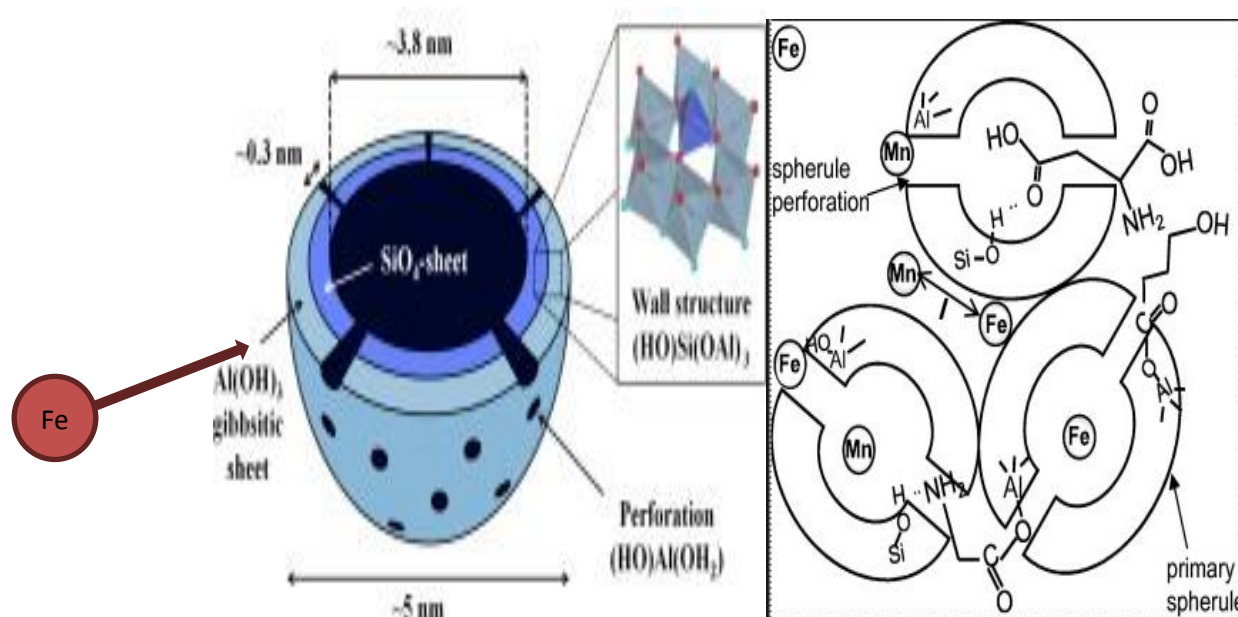 Fe
~3.8 nm
~0.3 nm
SiO4-sheet
Al(OH)3
gibbsitic
sheet
Wall structure
(HO)Si(OAl)3
Perforation
(HO)Al(OH2)
~5 nm
Fe
Al
Mn
HO
O
O
OH
NH2
spherule
perforation
H
Si-O
OH
Mn
Fe
C
O
O
Al
Fe
HO2
Al
Mn
Fe
H
NH2
O
Si
Al
O
C
O
primary
spherule